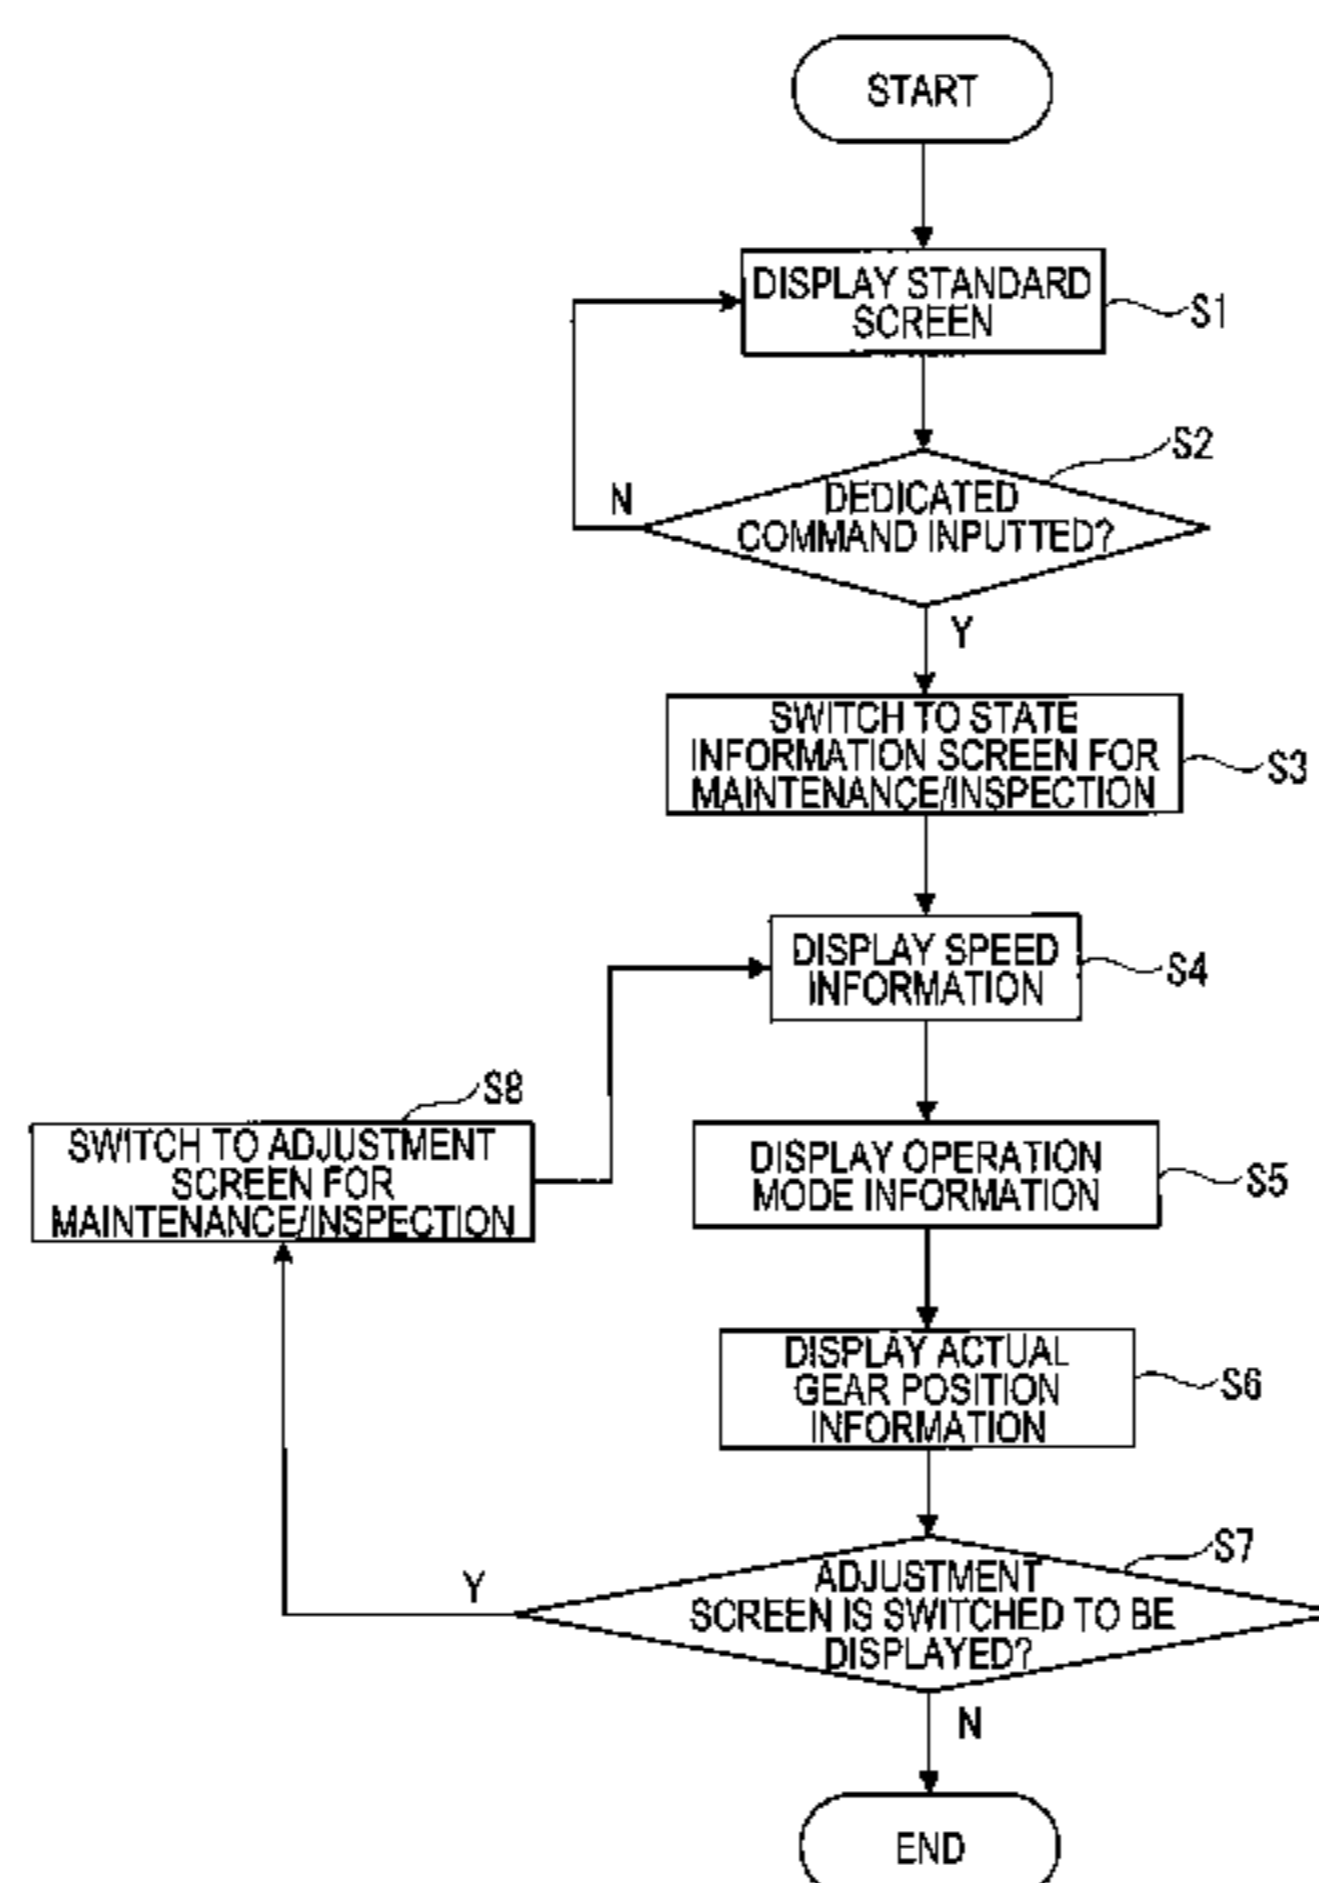 START
DISPLAY STANDARD
SCREEN
S1
S2
DEDICATED
COMMAND INPUTTED?
N
Y
SWITCH TO STATE
INFORMATION SCREEN FOR
MAINTENANCE/INSPECTION
S3
DISPLAY SPEED
INFORMATION
S4
S8
SWITCH TO ADJUSTMENT
SCREEN FOR
MAINTENANCE/INSPECTION
DISPLAY OPERATION
MODE INFORMATION
S5
DISPLAY ACTUAL
GEAR POSITION
INFORMATION
S6
S7
ADJUSTMENT
SCREEN IS SWITCHED TO BE
DISPLAYED?
Y
N
END